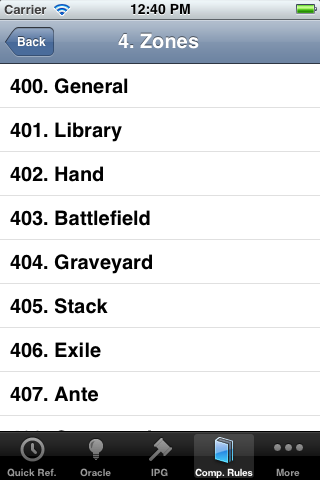 Carrier 12:40 PM
Back 4. Zones
400. General
401. Library
402. Hand
403. Battlefield
404. Graveyard
405. Stack
406. Exile
407. Ante
Quick Ref. Oracle IPG Comp. Rules More